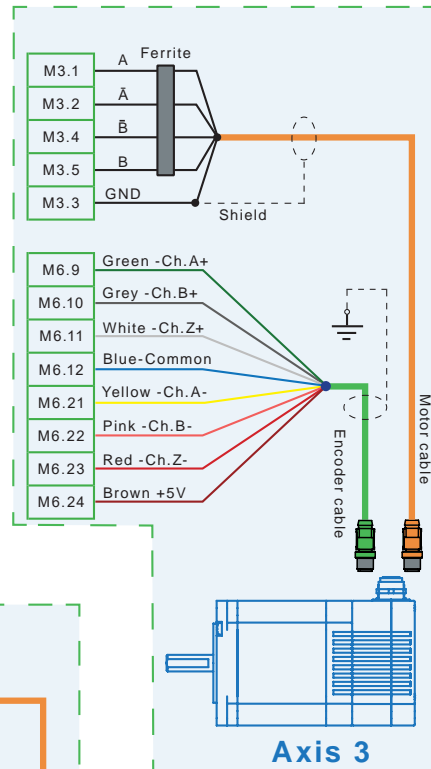 Ferrite
M3.1 A
M3.2 Ā
M3.4 B̄
M3.5 B
M3.3 GND
Shield
M6.9 Green -Ch.A+
M6.10 Grey -Ch.B+
M6.11 White -Ch.Z+
M6.12 Blue-Common
M6.21 Yellow -Ch.A-
M6.22 Pink -Ch.B-
M6.23 Red -Ch.Z-
M6.24 Brown +5V
Encoder cable
Motor cable
Axis 3